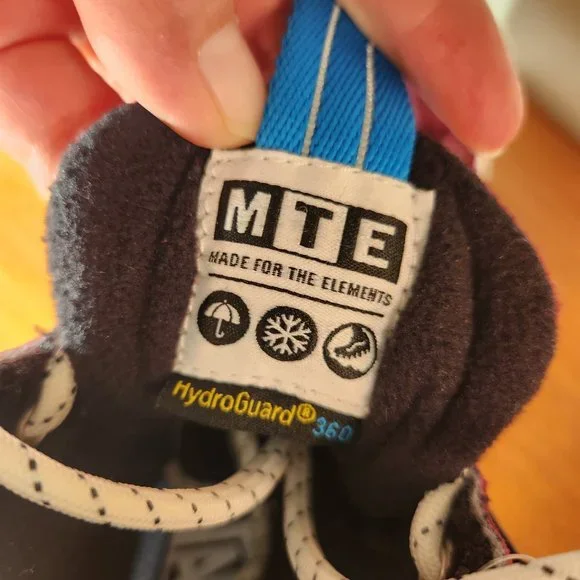 MTE
MADE FOR THE ELEMENTS
HydroGuard® 360